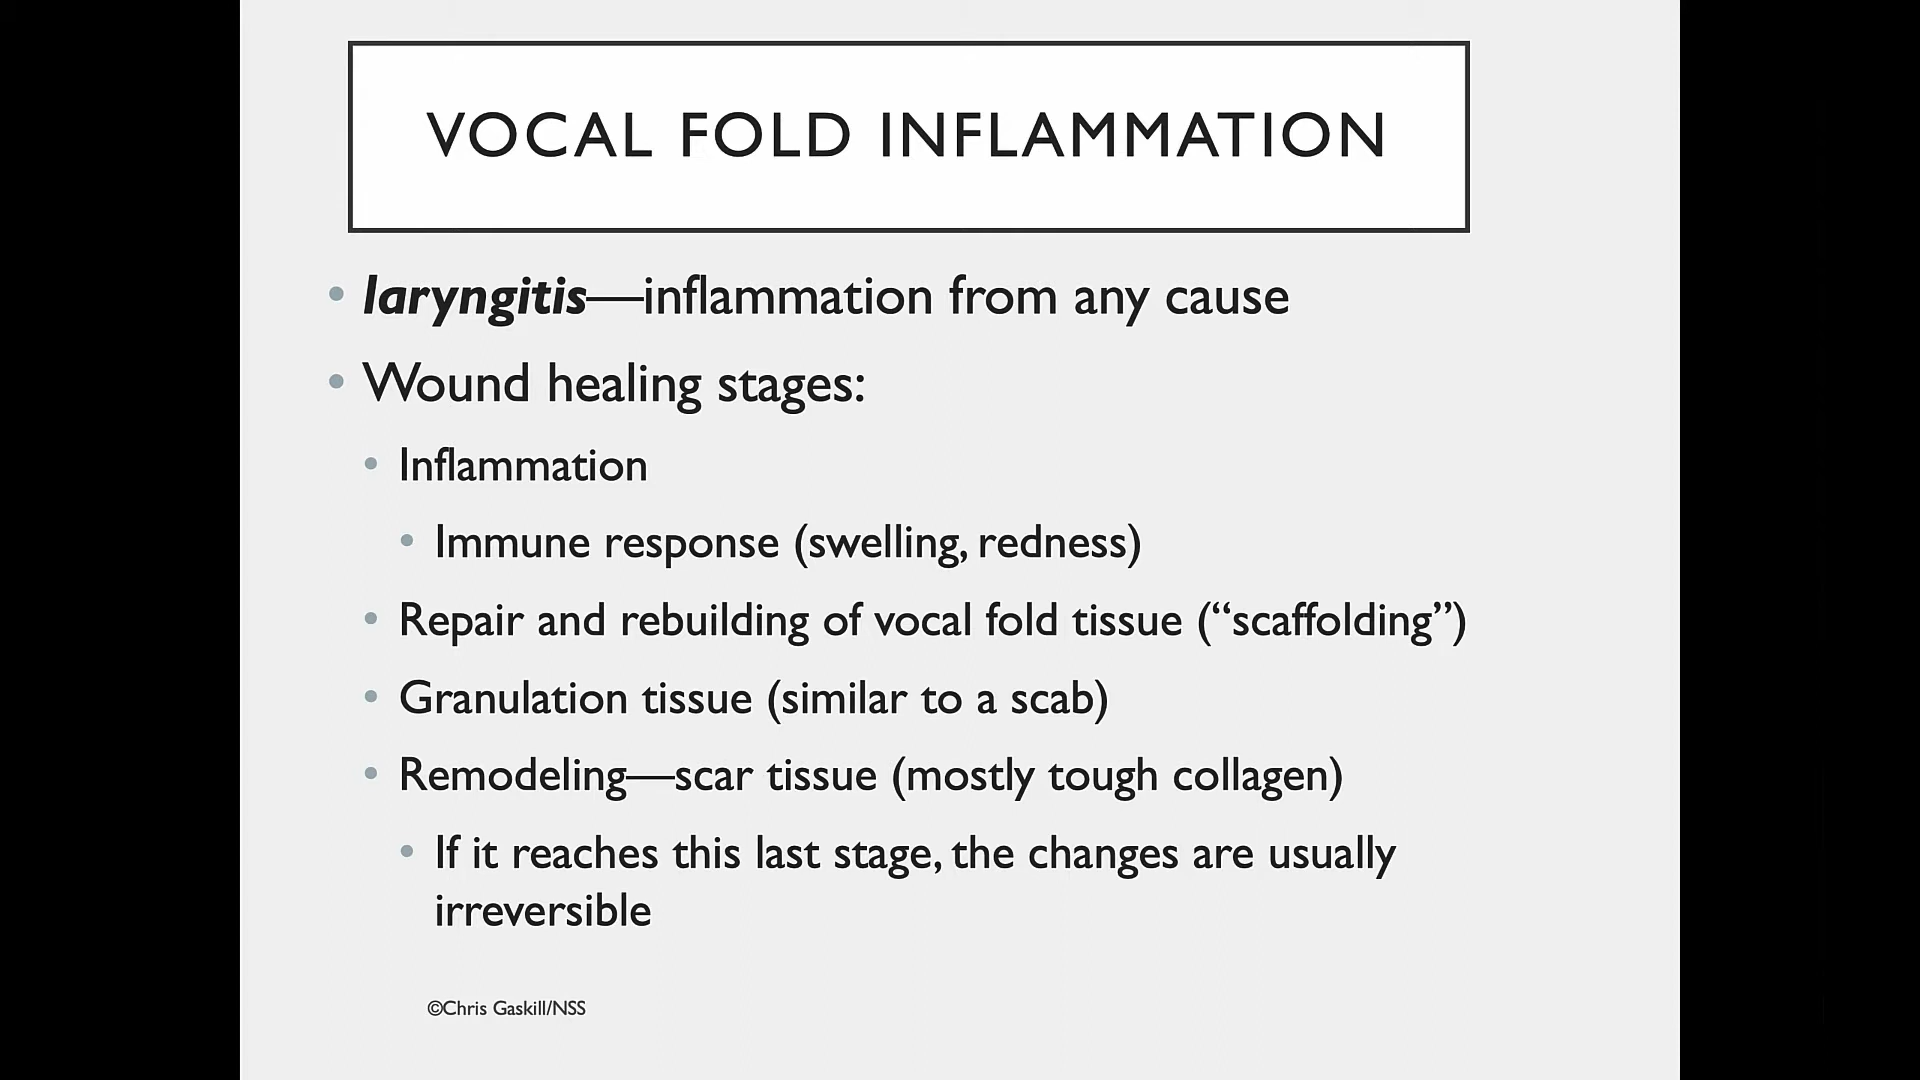 VOCAL FOLD INFLAMMATION
• laryngitis—inflammation from any cause
• Wound healing stages:
• Inflammation
• Immune response (swelling, redness)
• Repair and rebuilding of vocal fold tissue (“scaffolding”)
• Granulation tissue (similar to a scab)
• Remodeling—scar tissue (mostly tough collagen)
• If it reaches this last stage, the changes are usually
irreversible
©Chris Gaskill/NSS